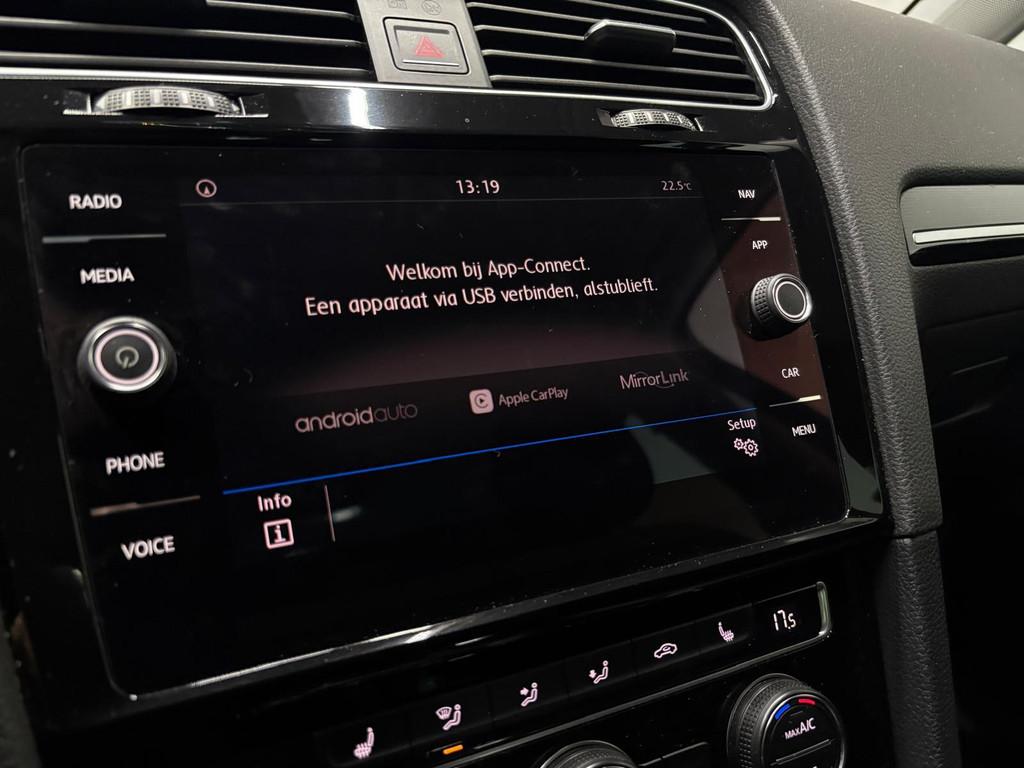 RADIO
MEDIA
PHONE
VOICE
13:19
22.5°C
Welkom bij App-Connect.
Een apparaat via USB verbinden, alstublieft.
androidauto
Apple CarPlay
MirrorLink
Info
i
Setup
NAV
APP
CAR
MENU
17.5
MAX A/C